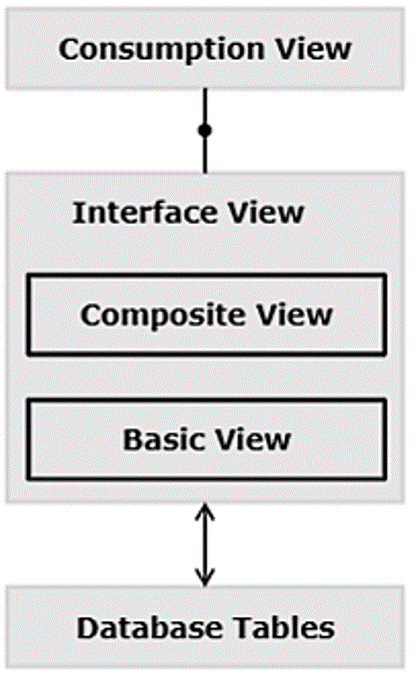 Consumption View
Interface View
Composite View
Basic View
Database Tables